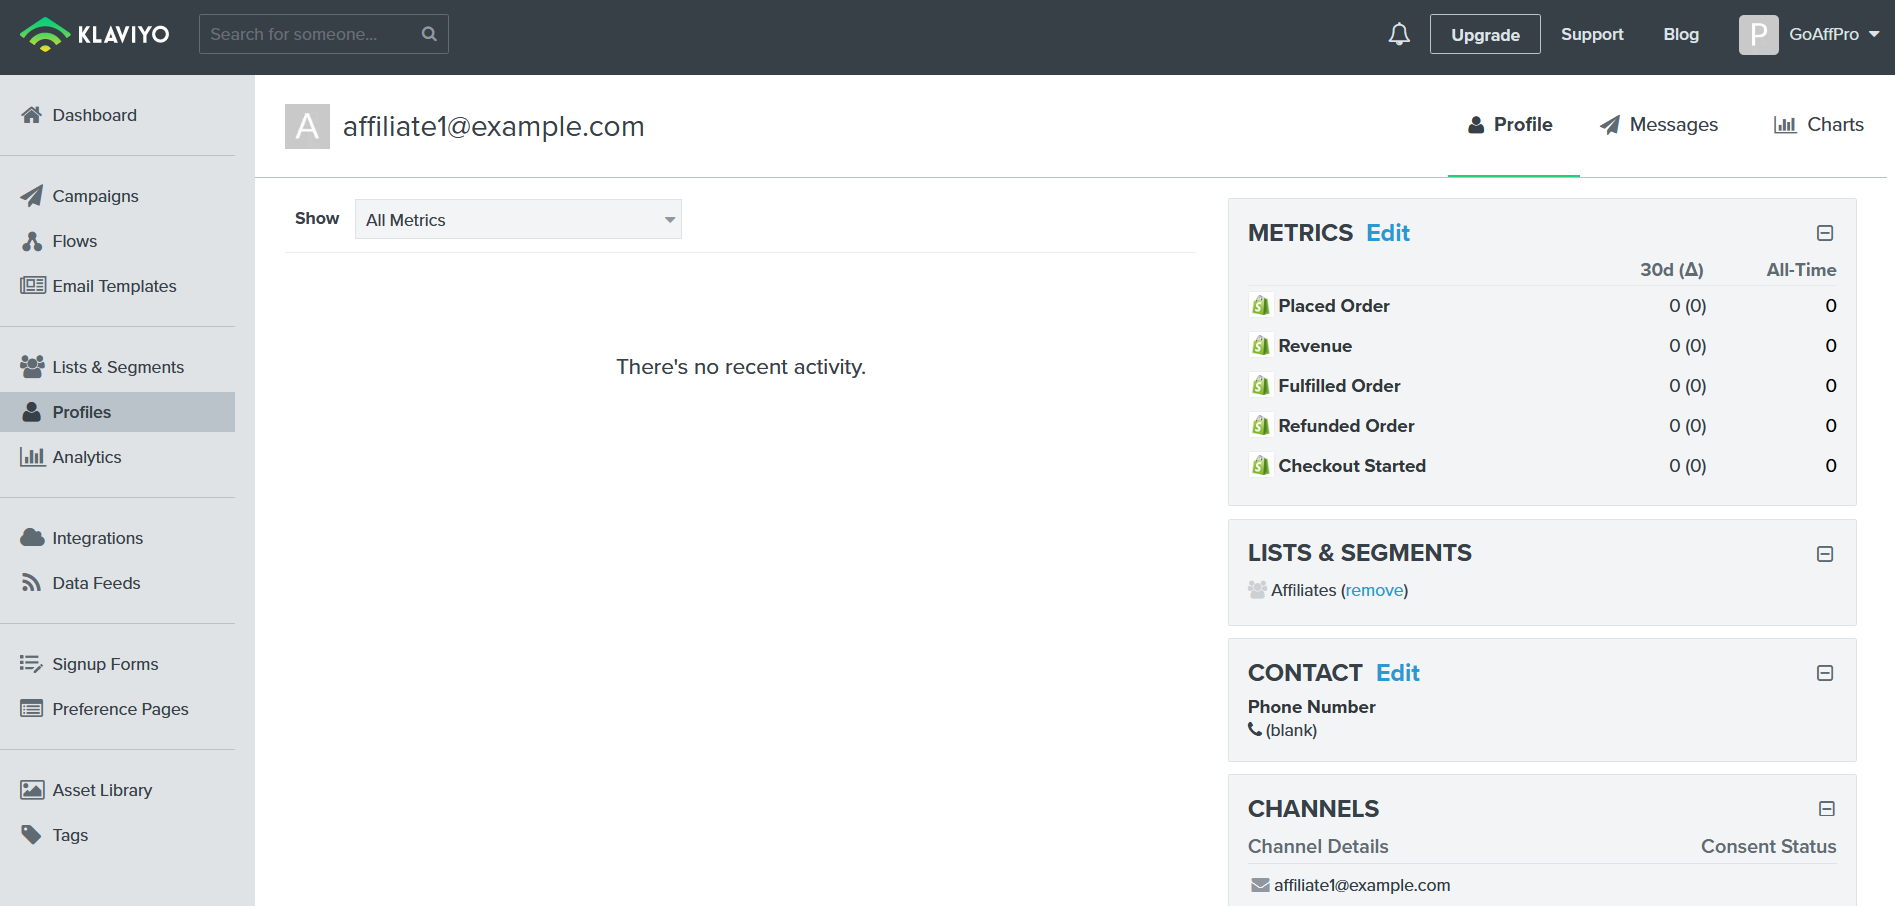 KLAVIYO
Search for someone...
Upgrade
Support
Blog
P
GoAffPro
Dashboard
Campaigns
Flows
Email Templates
Lists & Segments
Profiles
Analytics
Integrations
Data Feeds
Signup Forms
Preference Pages
Asset Library
Tags
A
affiliate1@example.com
Profile
Messages
Charts
Show
All Metrics
There's no recent activity.
METRICS Edit
30d (Δ) All-Time
Placed Order 0 (0) 0
Revenue 0 (0) 0
Fulfilled Order 0 (0) 0
Refunded Order 0 (0) 0
Checkout Started 0 (0) 0
LISTS & SEGMENTS
Affiliates (remove)
CONTACT Edit
Phone Number
(blank)
CHANNELS
Channel Details Consent Status
affiliate1@example.com